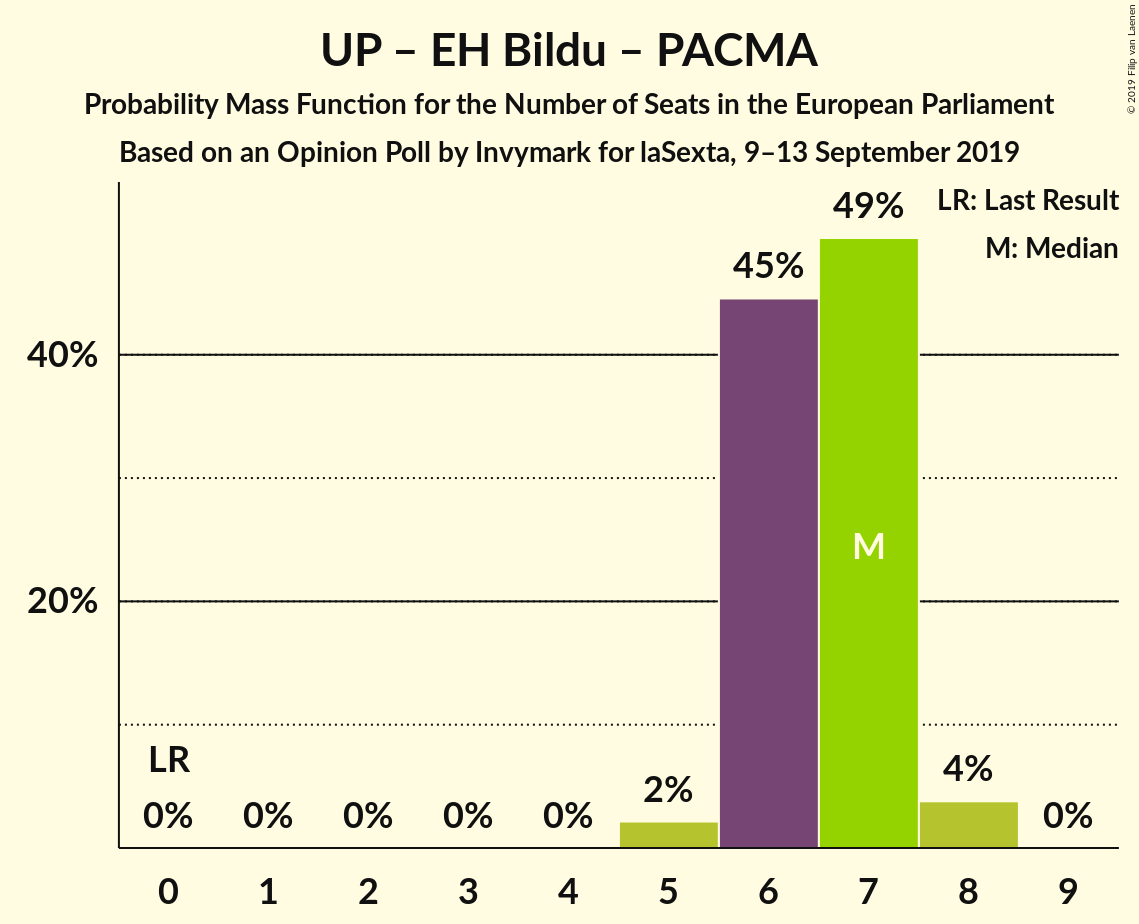 UP – EH Bildu – PACMA
Probability Mass Function for the Number of Seats in the European Parliament
Based on an Opinion Poll by Invymark for laSexta, 9–13 September 2019
© 2019 Filip van Laenen
LR: Last Result
M: Median
49%
45%
40%
M
20%
LR
0%
0%
0%
0%
0%
2%
4%
0%
0
1
2
3
4
5
6
7
8
9